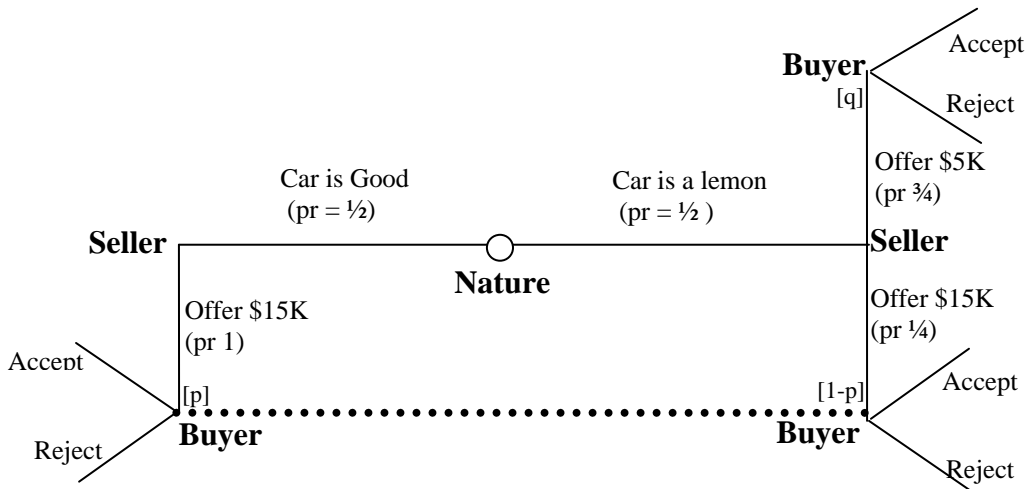 Accept
Buyer
[q]
Reject
Car is Good
(pr = ½)
Car is a lemon
(pr = ½ )
Offer $5K
(pr ¾)
Seller
Seller
Nature
Offer $15K
(pr 1)
Offer $15K
(pr ¼)
Accept
[p]
[1-p]
Accept
Buyer
Buyer
Reject
Reject